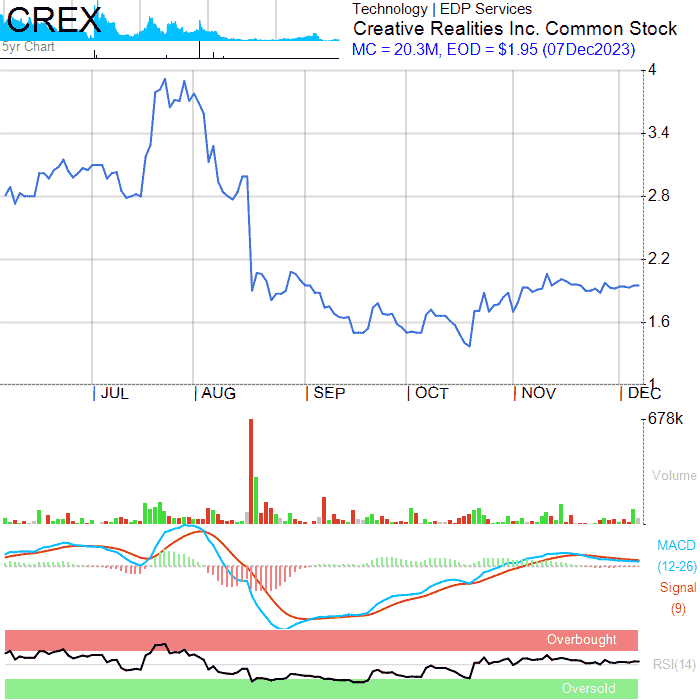 CREX
5yr Chart
Technology | EDP Services
Creative Realities Inc. Common Stock
MC = 20.3M, EOD = $1.95 (07Dec2023)
4
3.4
2.8
2.2
1.6
1
JUL AUG SEP OCT NOV DEC
678k
Volume
MACD
(12-26)
Signal
(9)
Overbought
RSI(14)
Oversold